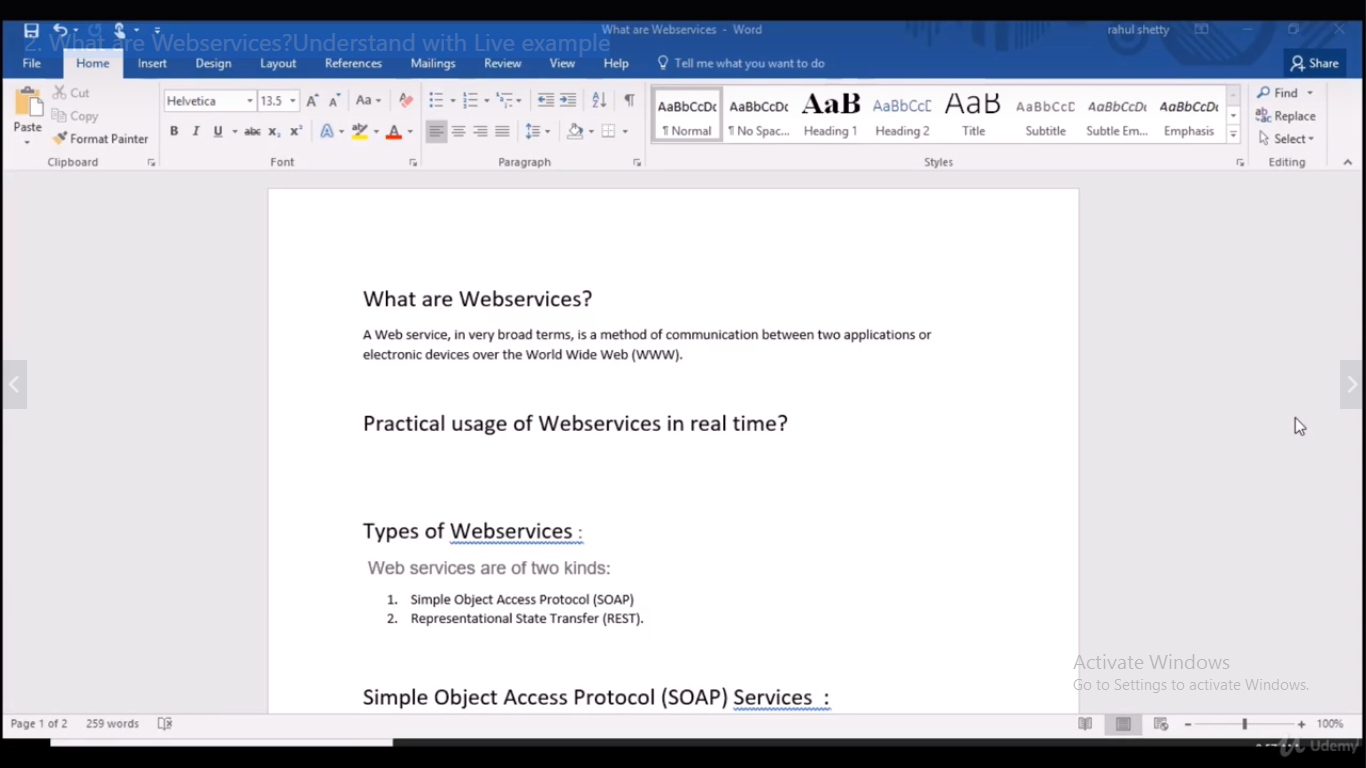 2. What are Webservices?Understand with Live example
What are Webservices - Word
rahul shetty
File Home Insert Design Layout References Mailings Review View Help Tell me what you want to do Share
Paste
Cut
Copy
Format Painter
Clipboard
Helvetica 13.5
Aa
B I U abc x₂ x²
A A
Font
Paragraph
AaBbCcDc AaBbCcDc AaB AaBbCcE AaB AaBbCcD AaBbCcDc AaBbCcDc
¶ Normal ¶ No Spac... Heading 1 Heading 2 Title Subtitle Subtle Em... Emphasis
Styles
Find
Replace
Select
Editing
What are Webservices?
A Web service, in very broad terms, is a method of communication between two applications or
electronic devices over the World Wide Web (WWW).
Practical usage of Webservices in real time?
Types of Webservices :
Web services are of two kinds:
1. Simple Object Access Protocol (SOAP)
2. Representational State Transfer (REST).
Simple Object Access Protocol (SOAP) Services :
Activate Windows
Go to Settings to activate Windows.
Page 1 of 2 259 words 100%
Udemy